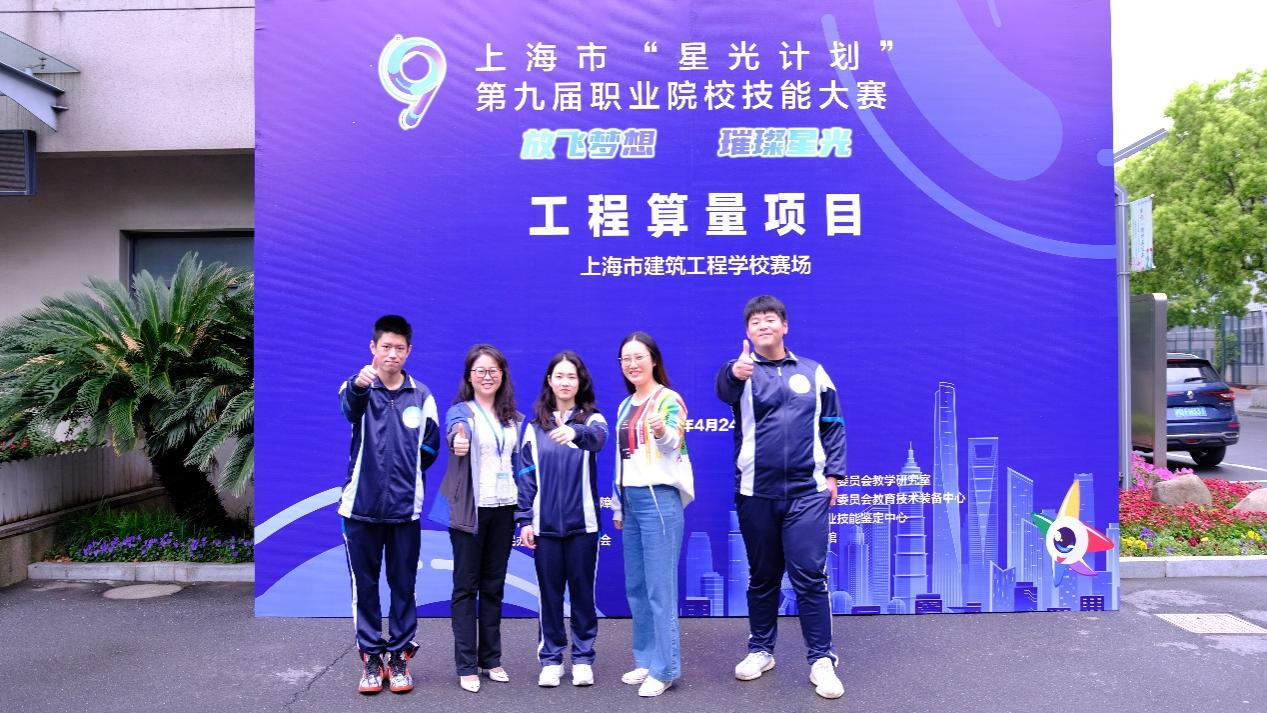 上海市“星光计划”
第九届职业院校技能大赛
放飞梦想 璀璨星光
工程算量项目
上海市建筑工程学校赛场
年4月24
委员会教学研究室
委员会教育技术装备中心
业技能鉴定中心